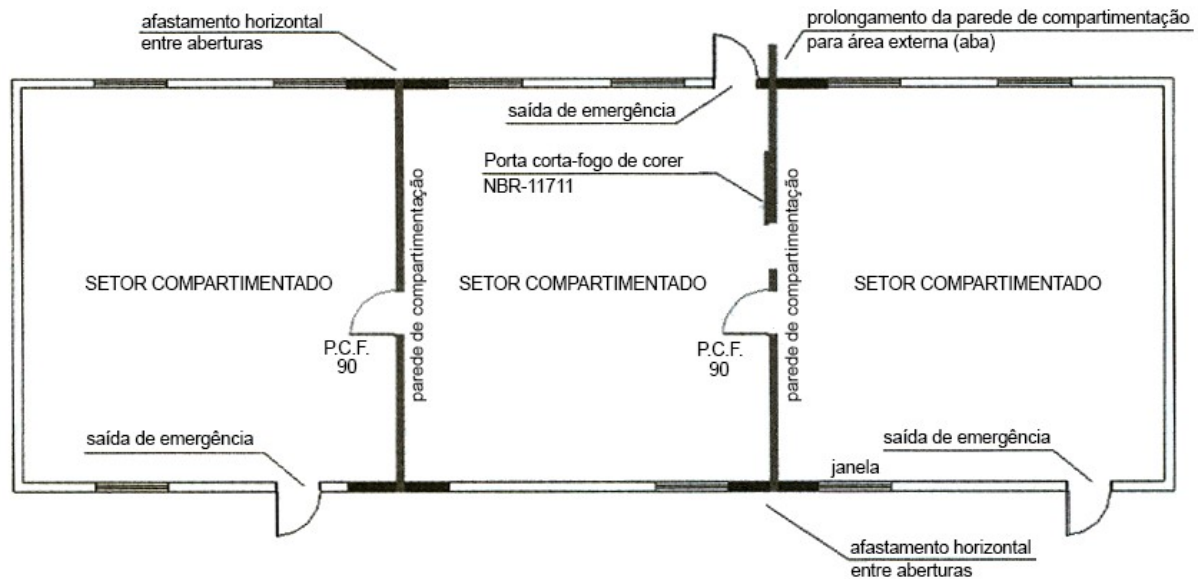 afastamento horizontal
entre aberturas
prolongamento da parede de compartimentação
para área externa (aba)
saída de emergência
Porta corta-fogo de corer
NBR-11711
parede de compartimentação
parede de compartimentação
SETOR COMPARTIMENTADO
SETOR COMPARTIMENTADO
SETOR COMPARTIMENTADO
P.C.F.
90
P.C.F.
90
saída de emergência
saída de emergência
janela
afastamento horizontal
entre aberturas